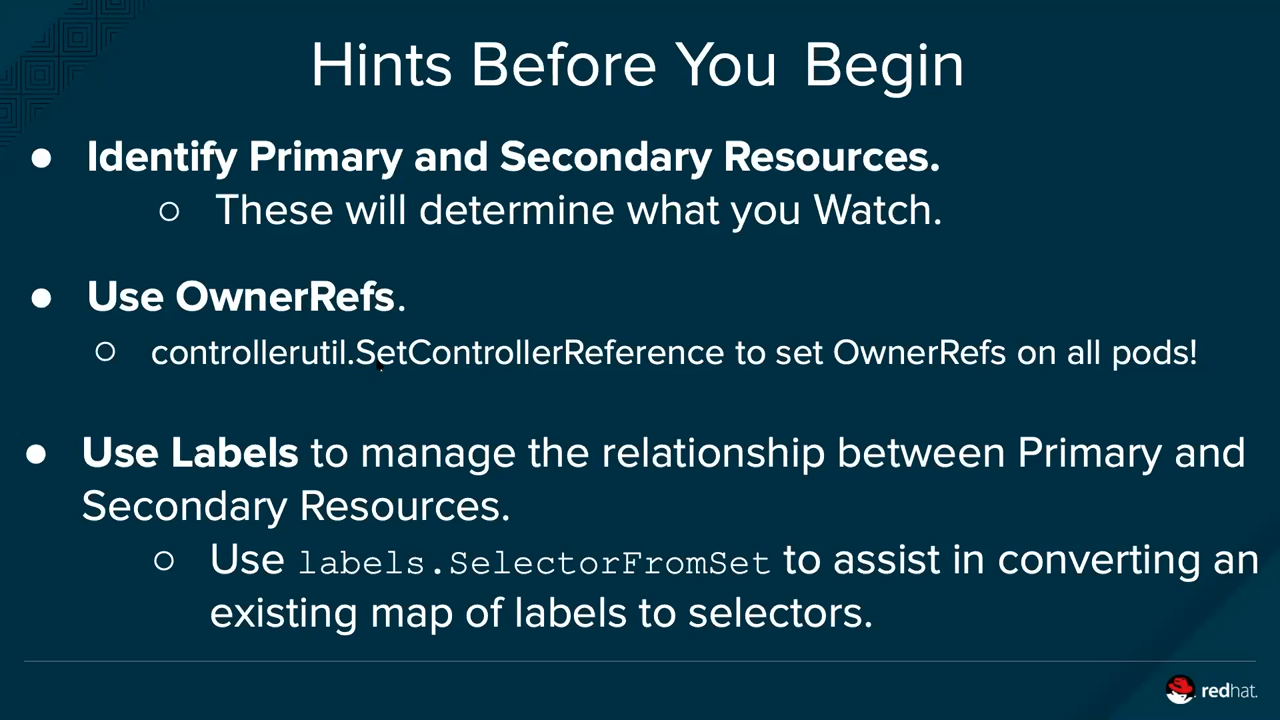 Hints Before You Begin
● Identify Primary and Secondary Resources.
○ These will determine what you Watch.
● Use OwnerRefs.
○ controllerutil.SetControllerReference to set OwnerRefs on all pods!
● Use Labels to manage the relationship between Primary and
Secondary Resources.
○ Use labels.SelectorFromSet to assist in converting an
existing map of labels to selectors.
redhat.